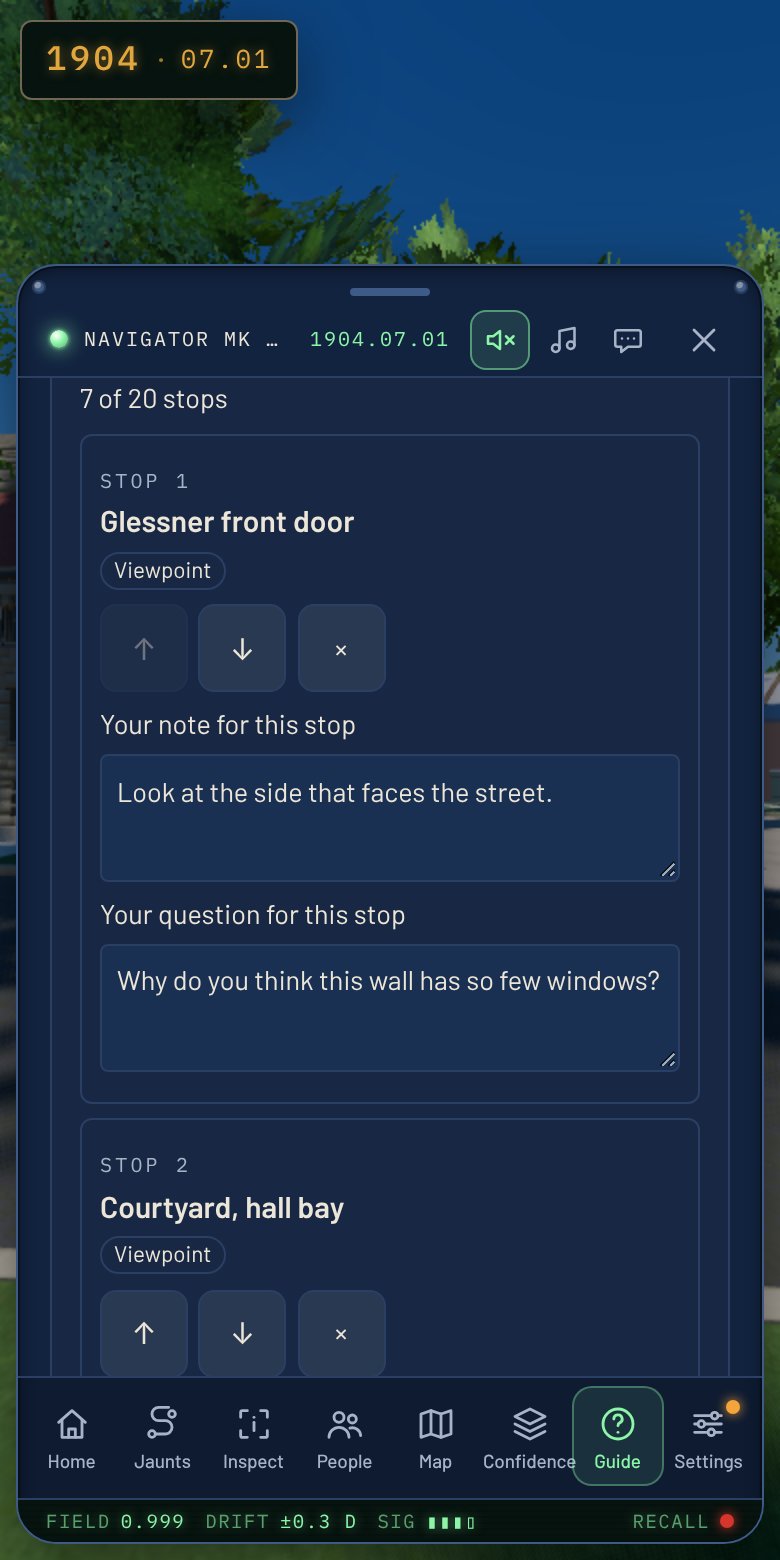 1904 · 07.01
NAVIGATOR MK … 1904.07.01
7 of 20 stops
STOP 1
Glessner front door
Viewpoint
↑ ↓ ×
Your note for this stop
Look at the side that faces the street.
Your question for this stop
Why do you think this wall has so few windows?
STOP 2
Courtyard, hall bay
Viewpoint
↑ ↓ ×
Home Jaunts Inspect People Map Confidence Guide Settings
FIELD 0.999 DRIFT ±0.3 D SIG ▮▮▮▯ RECALL